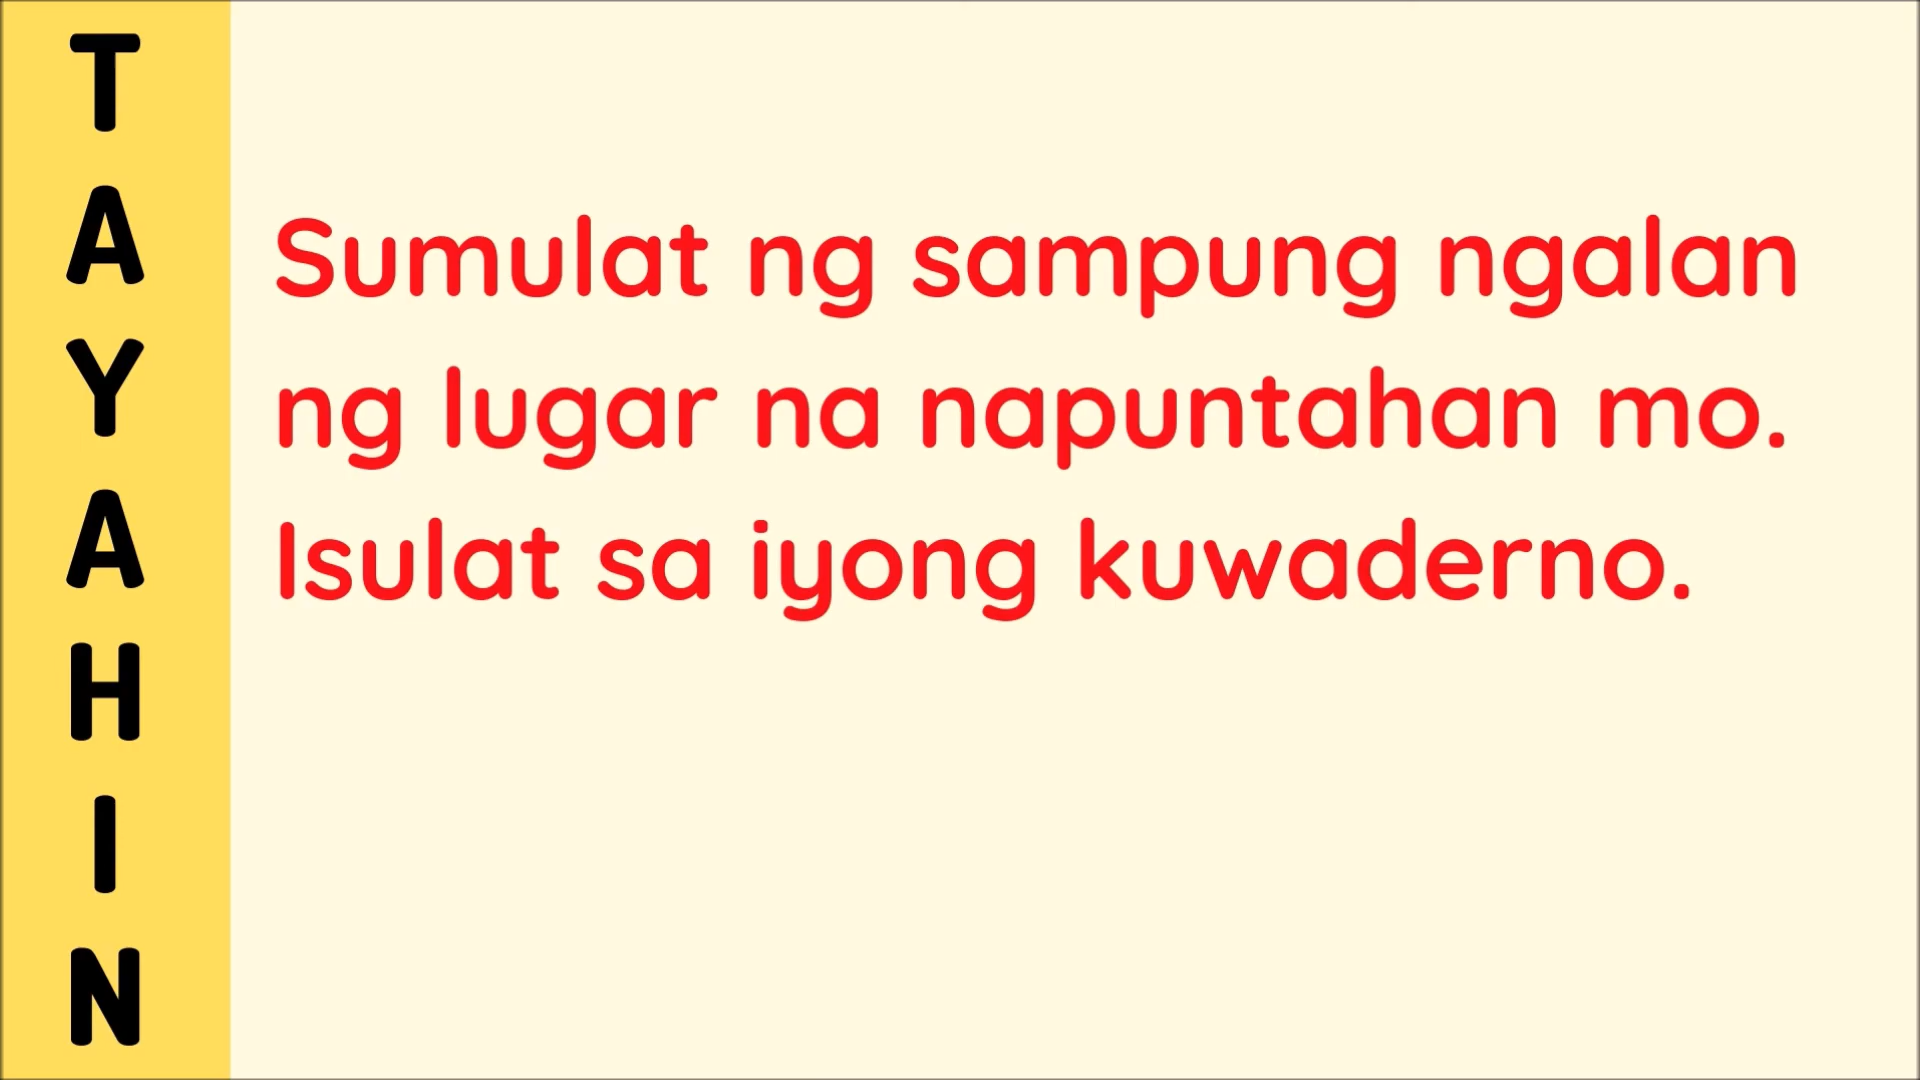 TAYAHIN
Sumulat ng sampung ngalan
ng lugar na napuntahan mo.
Isulat sa iyong kuwaderno.